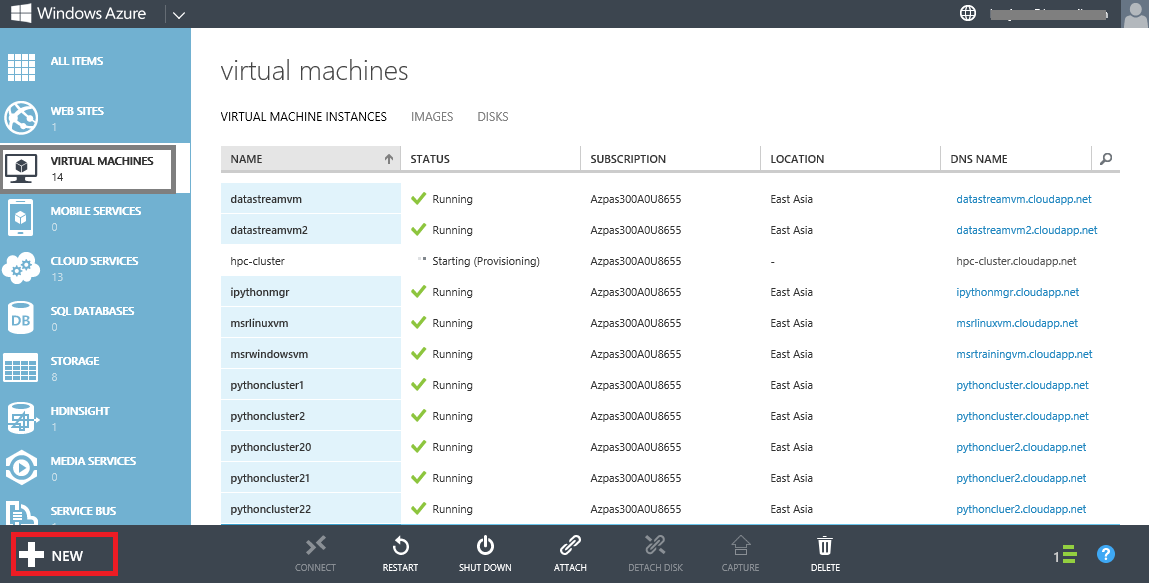 Windows Azure
ALL ITEMS
WEB SITES
1
VIRTUAL MACHINES
14
MOBILE SERVICES
0
CLOUD SERVICES
13
SQL DATABASES
0
DB
STORAGE
8
HDINSIGHT
1
MEDIA SERVICES
0
SERVICE BUS
virtual machines
VIRTUAL MACHINE INSTANCES IMAGES DISKS
NAME STATUS SUBSCRIPTION LOCATION DNS NAME
datastreamvm Running Azpas300A0U8655 East Asia datastreamvm.cloudapp.net
datastreamvm2 Running Azpas300A0U8655 East Asia datastreamvm2.cloudapp.net
hpc-cluster Starting (Provisioning) Azpas300A0U8655 - hpc-cluster.cloudapp.net
ipythonmgr Running Azpas300A0U8655 East Asia ipythonmgr.cloudapp.net
msrlinuxvm Running Azpas300A0U8655 East Asia msrlinuxvm.cloudapp.net
msrwindowsvm Running Azpas300A0U8655 East Asia msrtrainingvm.cloudapp.net
pythoncluster1 Running Azpas300A0U8655 East Asia pythoncluster.cloudapp.net
pythoncluster2 Running Azpas300A0U8655 East Asia pythoncluster.cloudapp.net
pythoncluster20 Running Azpas300A0U8655 East Asia pythoncluer2.cloudapp.net
pythoncluster21 Running Azpas300A0U8655 East Asia pythoncluer2.cloudapp.net
pythoncluster22 Running Azpas300A0U8655 East Asia pythoncluer2.cloudapp.net
NEW
CONNECT RESTART SHUT DOWN ATTACH DETACH DISK CAPTURE DELETE
1 ?